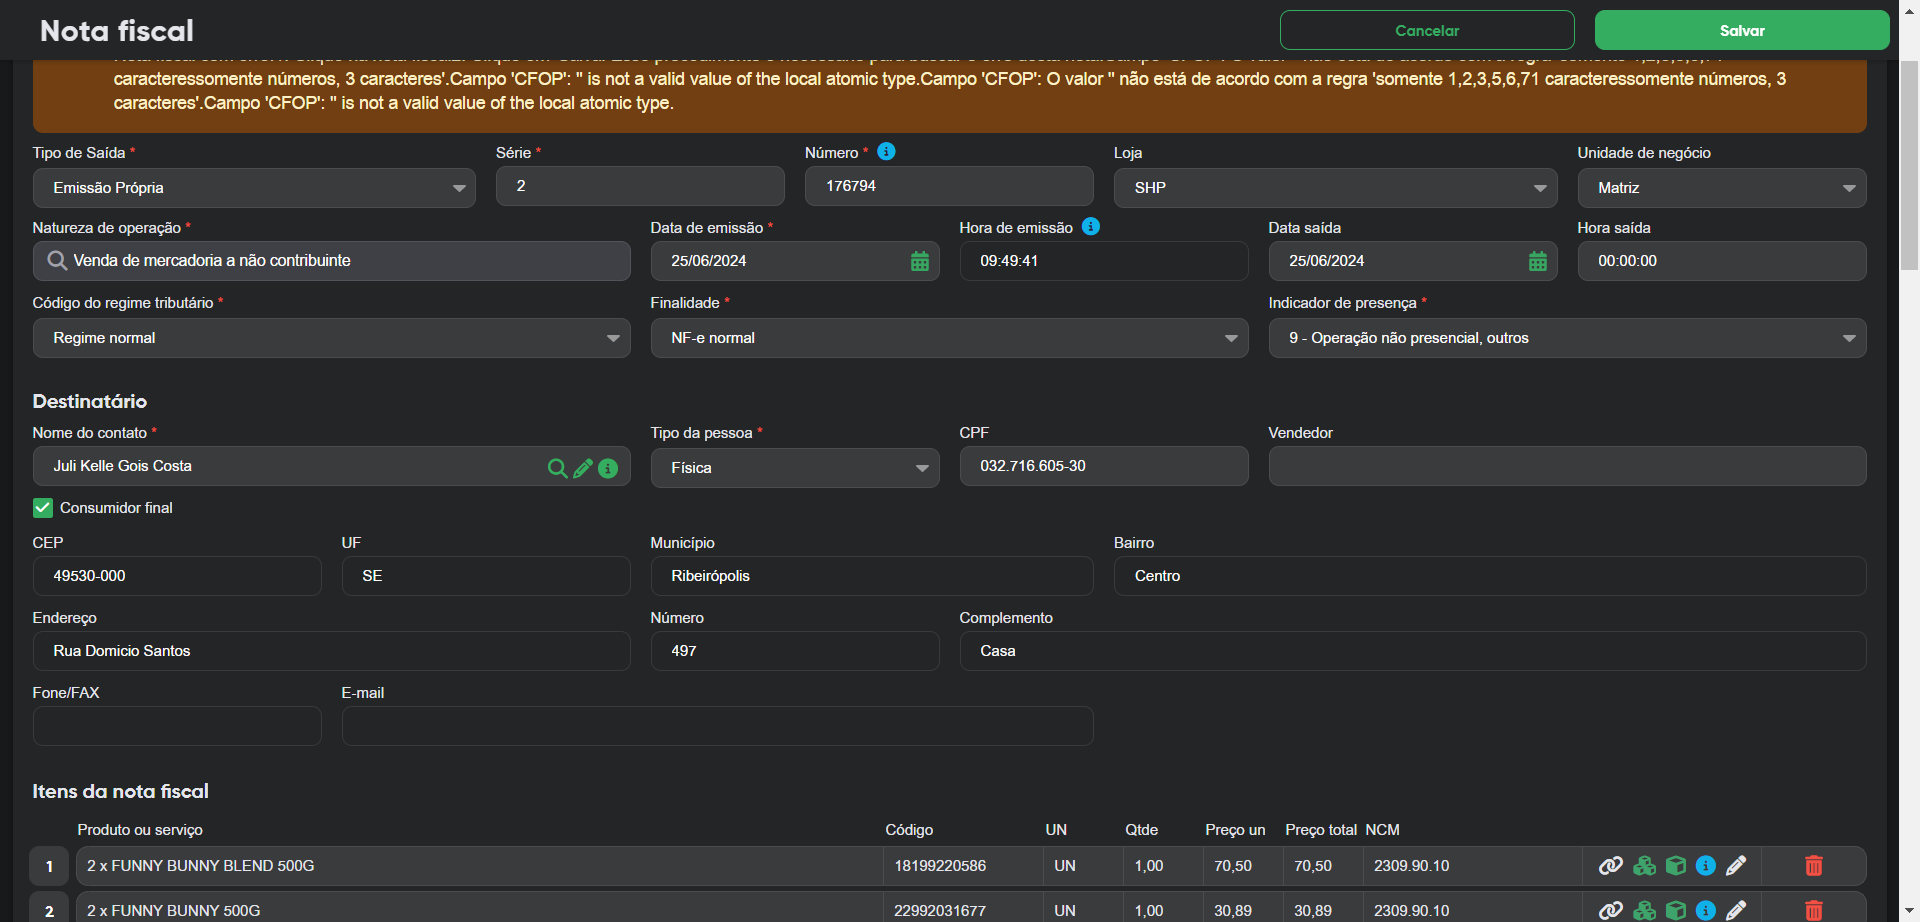 Nota fiscal
Cancelar
Salvar
caracteressomente números, 3 caracteres'.Campo 'CFOP': '' is not a valid value of the local atomic type.Campo 'CFOP': O valor '' não está de acordo com a regra 'somente 1,2,3,5,6,71 caracteressomente números, 3
caracteres'.Campo 'CFOP': '' is not a valid value of the local atomic type.
Tipo de Saída * Série * Número * Loja Unidade de negócio
Emissão Própria 2 176794 SHP Matriz
Natureza de operação * Data de emissão * Hora de emissão Data saída Hora saída
Venda de mercadoria a não contribuinte 25/06/2024 09:49:41 25/06/2024 00:00:00
Código do regime tributário * Finalidade * Indicador de presença *
Regime normal NF-e normal 9 - Operação não presencial, outros
Destinatário
Nome do contato * Tipo da pessoa * CPF Vendedor
Juli Kelle Gois Costa Física 032.716.605-30
Consumidor final
CEP UF Município Bairro
49530-000 SE Ribeirópolis Centro
Endereço Número Complemento
Rua Domicio Santos 497 Casa
Fone/FAX E-mail
Itens da nota fiscal
Produto ou serviço Código UN Qtde Preço un Preço total NCM
1 2 x FUNNY BUNNY BLEND 500G 18199220586 UN 1,00 70,50 70,50 2309.90.10
2 2 x FUNNY BUNNY 500G 22992031677 UN 1,00 30,89 30,89 2309.90.10